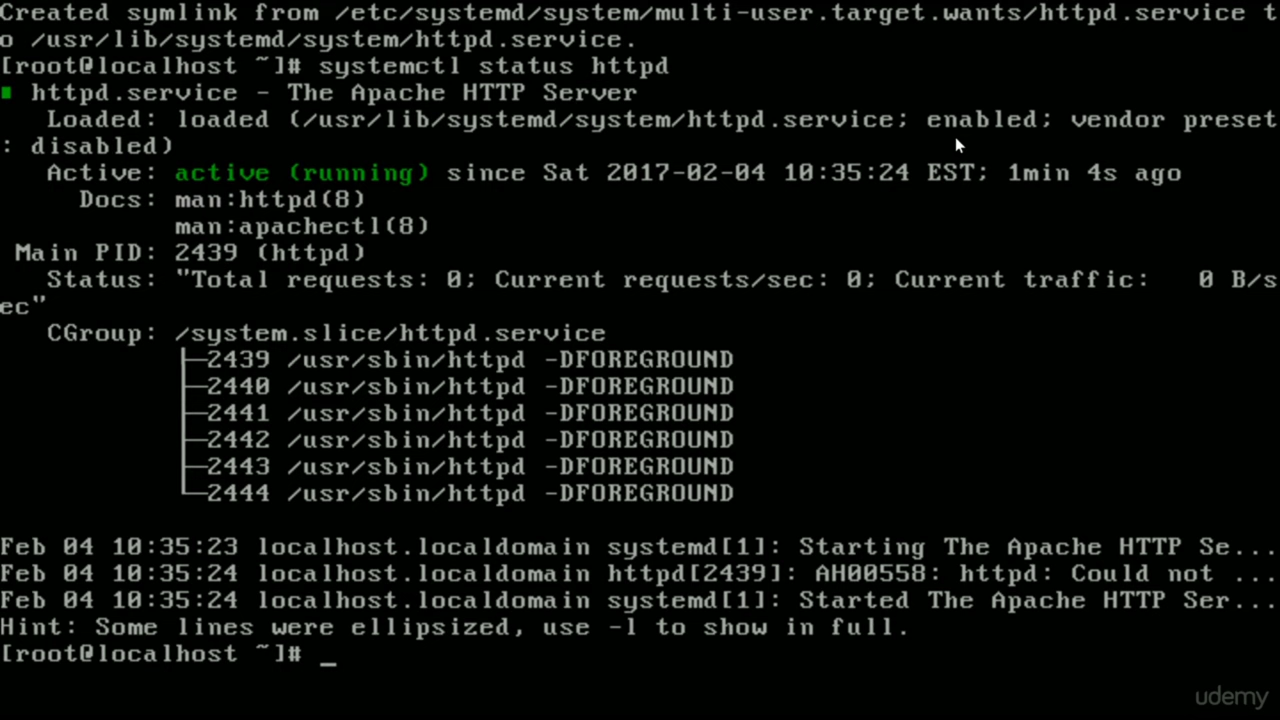 Created symlink from /etc/systemd/system/multi-user.target.wants/httpd.service t
o /usr/lib/systemd/system/httpd.service.
[root@localhost ~]# systemctl status httpd
httpd.service - The Apache HTTP Server
Loaded: loaded (/usr/lib/systemd/system/httpd.service; enabled; vendor preset
: disabled)
Active: active (running) since Sat 2017-02-04 10:35:24 EST; 1min 4s ago
Docs: man:httpd(8)
man:apachectl(8)
Main PID: 2439 (httpd)
Status: "Total requests: 0; Current requests/sec: 0; Current traffic:   0 B/s
ec"
CGroup: /system.slice/httpd.service
├─2439 /usr/sbin/httpd -DFOREGROUND
├─2440 /usr/sbin/httpd -DFOREGROUND
├─2441 /usr/sbin/httpd -DFOREGROUND
├─2442 /usr/sbin/httpd -DFOREGROUND
├─2443 /usr/sbin/httpd -DFOREGROUND
└─2444 /usr/sbin/httpd -DFOREGROUND
Feb 04 10:35:23 localhost.localdomain systemd[1]: Starting The Apache HTTP Se...
Feb 04 10:35:24 localhost.localdomain httpd[2439]: AH00558: httpd: Could not ...
Feb 04 10:35:24 localhost.localdomain systemd[1]: Started The Apache HTTP Ser...
Hint: Some lines were ellipsized, use -l to show in full.
[root@localhost ~]# _
udemy